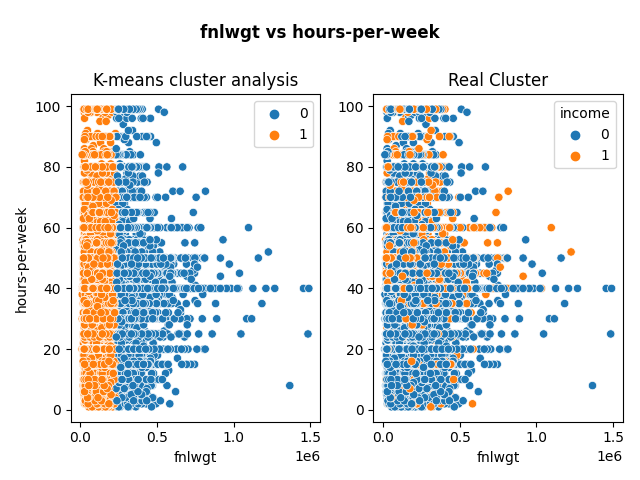 fnlwgt vs hours-per-week
K-means cluster analysis
Real Cluster
hours-per-week
100
80
60
40
20
0
0
1
0.0
0.5
1.0
1.5
1e6
fnlwgt
100
80
60
40
20
0
income
0
1
0.0
0.5
1.0
1.5
1e6
fnlwgt